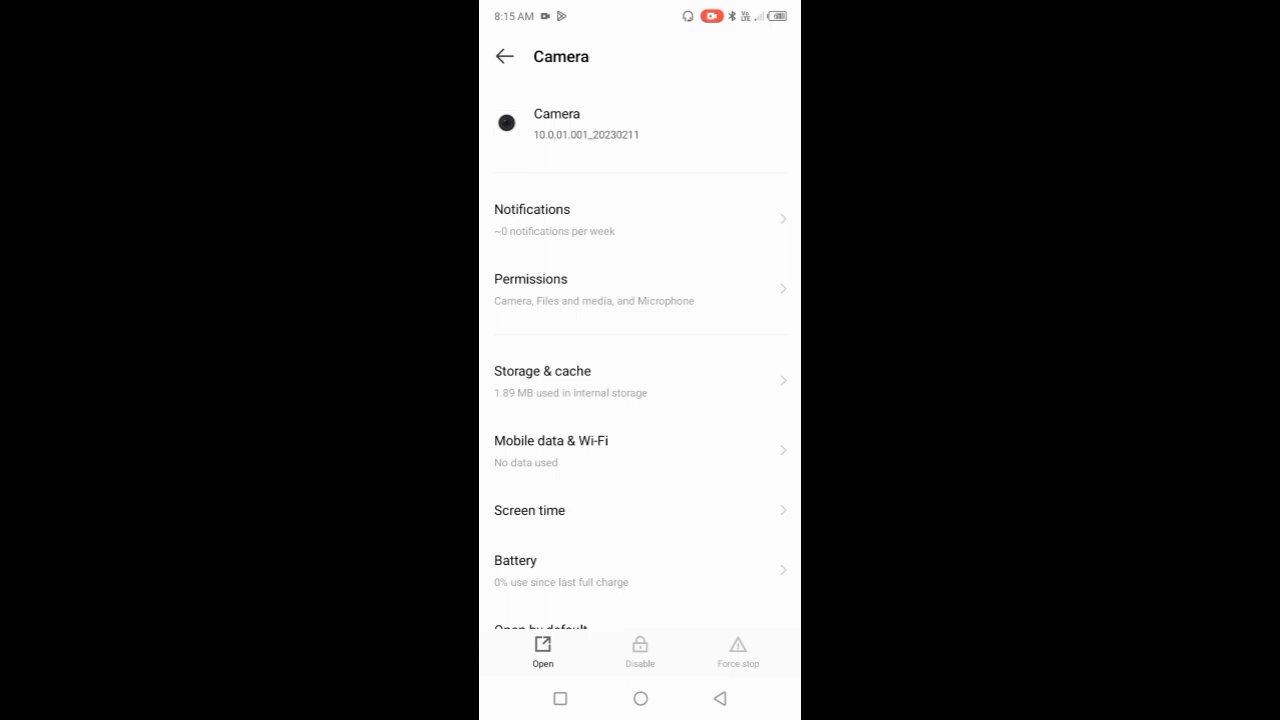 8:15 AM
Vo
LTE
Camera
Camera
10.0.01.001_20230211
Notifications
~0 notifications per week
Permissions
Camera, Files and media, and Microphone
Storage & cache
1.89 MB used in internal storage
Mobile data & Wi-Fi
No data used
Screen time
Battery
0% use since last full charge
Open by default
Open
Disable
Force stop